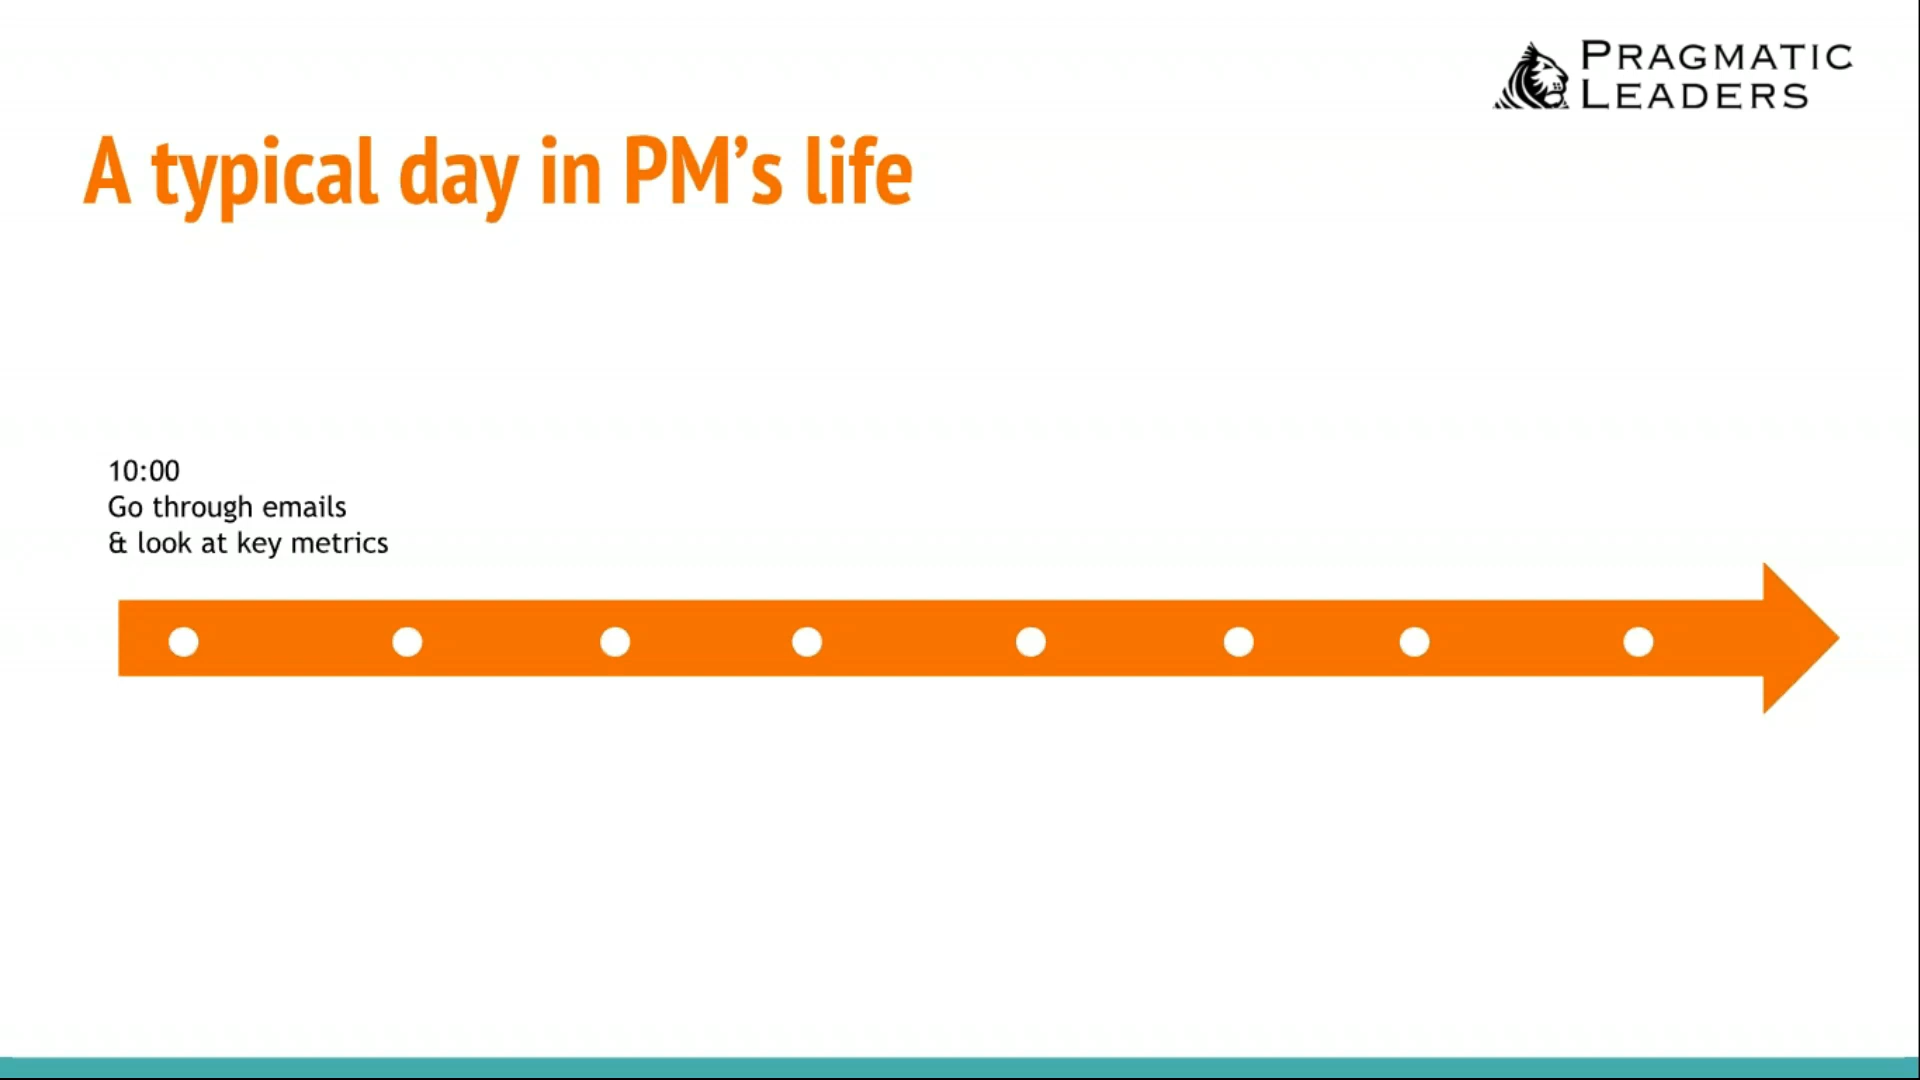 PRAGMATIC
LEADERS
A typical day in PM’s life
10:00
Go through emails
& look at key metrics